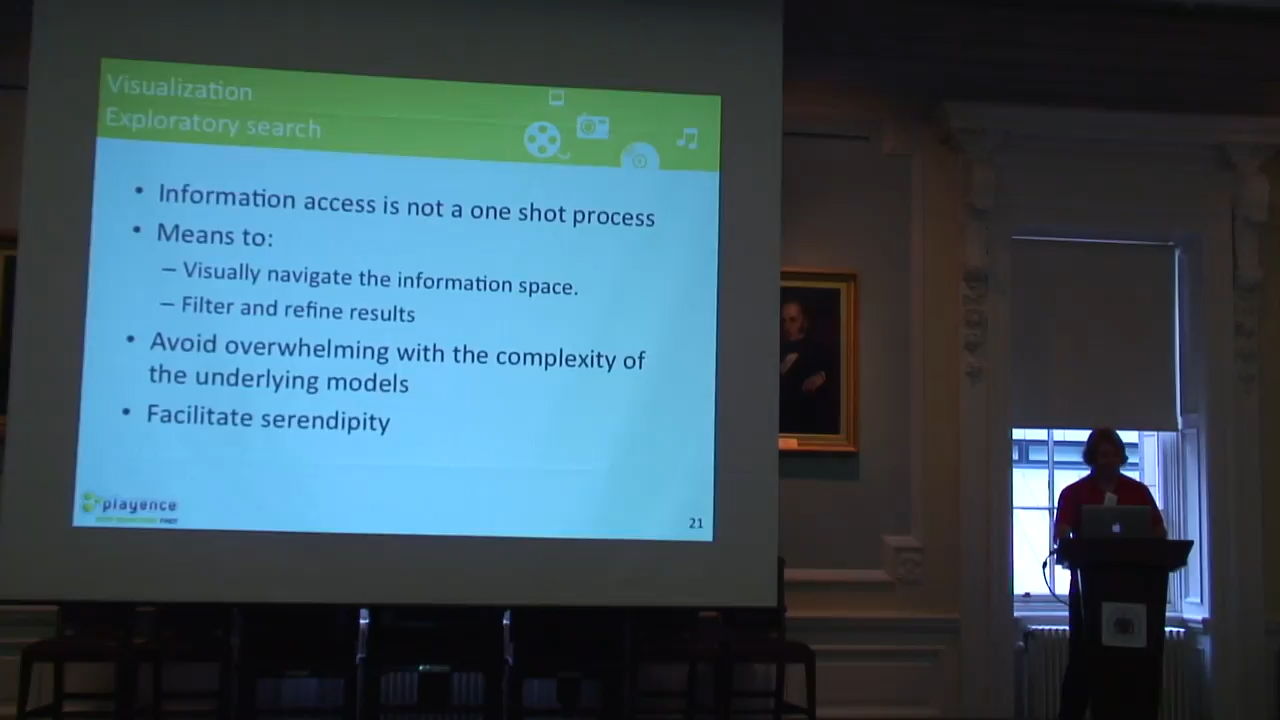 Visualization
Exploratory search
• Information access is not a one shot process
• Means to:
– Visually navigate the information space.
– Filter and refine results
• Avoid overwhelming with the complexity of
the underlying models
• Facilitate serendipity
playence
21